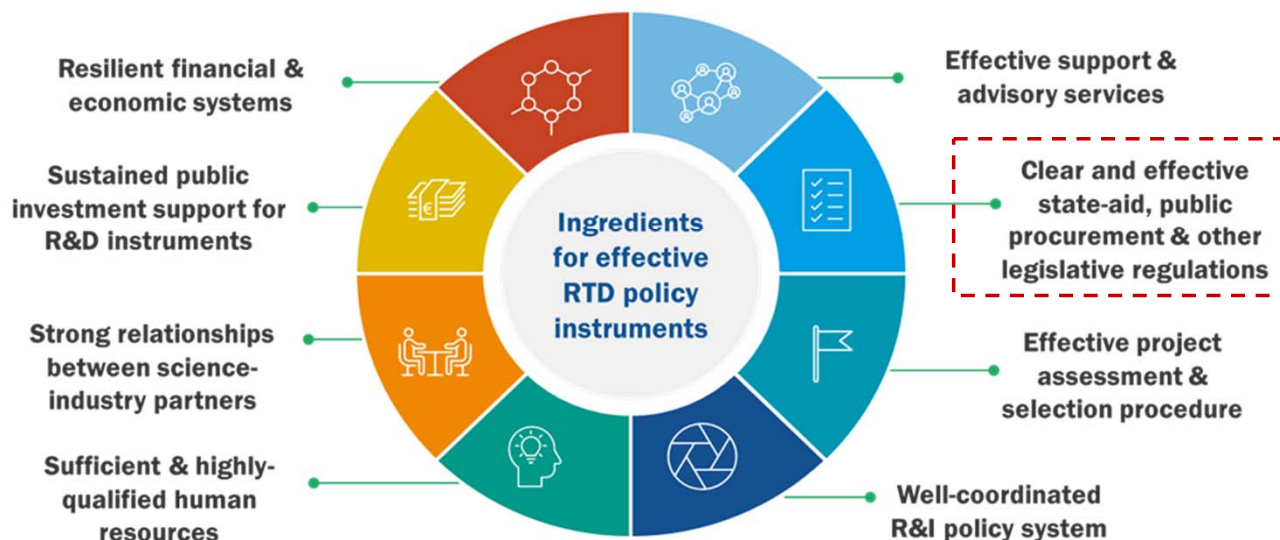 Resilient financial &
economic systems
Sustained public
investment support for
R&D instruments
Strong relationships
between science-
industry partners
Sufficient & highly-
qualified human
resources
€
Ingredients
for effective
RTD policy
instruments
Effective support &
advisory services
Clear and effective
state-aid, public
procurement & other
legislative regulations
Effective project
assessment &
selection procedure
Well-coordinated
R&I policy system